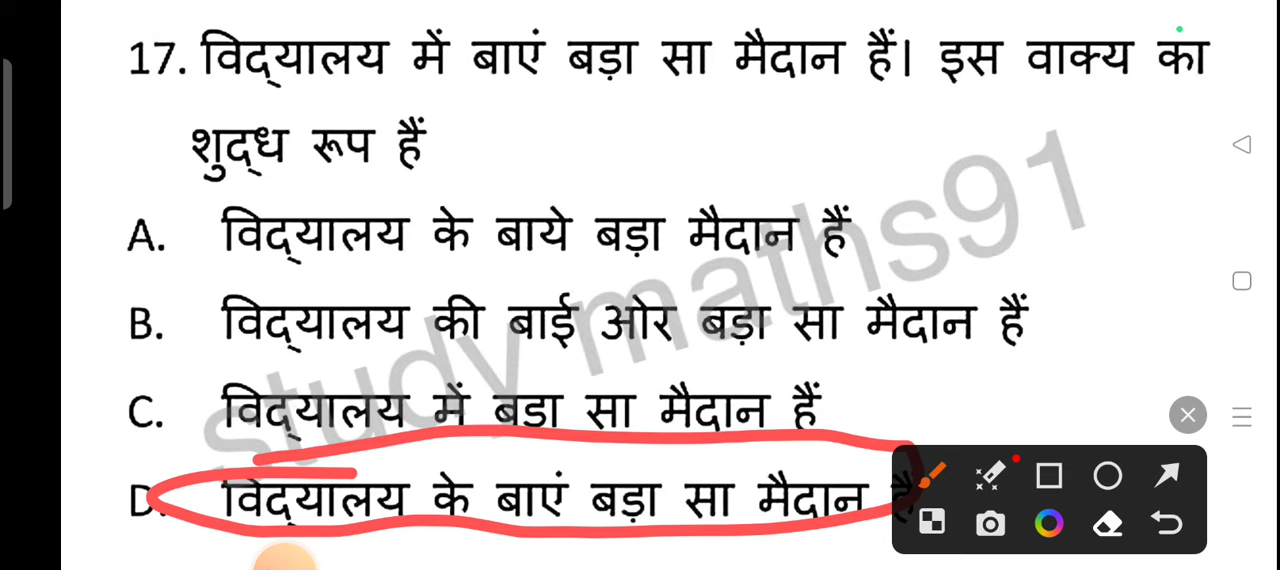 17. विद्यालय में बाएं बड़ा सा मैदान हैं। इस वाक्य का
शुद्ध रूप हैं
A. विद्यालय के बाये बड़ा मैदान हैं
B. विद्यालय की बाई ओर बड़ा सा मैदान हैं
C. विद्यालय में बडा सा मैदान हैं
D. विद्यालय के बाएं बड़ा सा मैदान हैं
study maths91